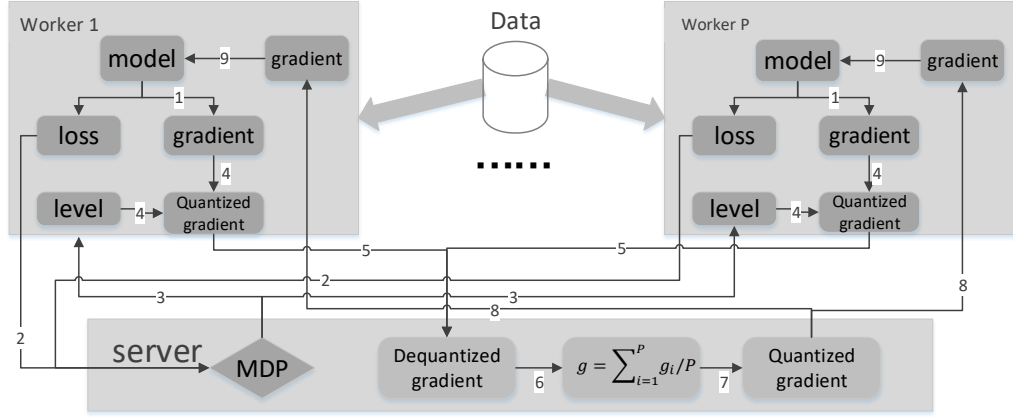 Worker 1
Data
Worker P
model
9
gradient
model
9
gradient
1
1
loss
gradient
loss
gradient
......
4
4
level
4
Quantized
gradient
level
4
Quantized
gradient
5
5
2
3
3
8
8
2
server
MDP
Dequantized
gradient
6
g = ∑_{i=1}^{P} g_i/P
7
Quantized
gradient